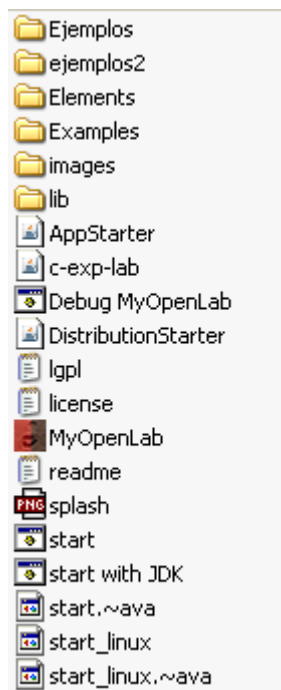 Ejemplos
ejemplos2
Elements
Examples
images
lib
AppStarter
c-exp-lab
Debug MyOpenLab
DistributionStarter
lgpl
license
MyOpenLab
readme
PNG splash
start
start with JDK
start.~ava
start_linux
start_linux.~ava